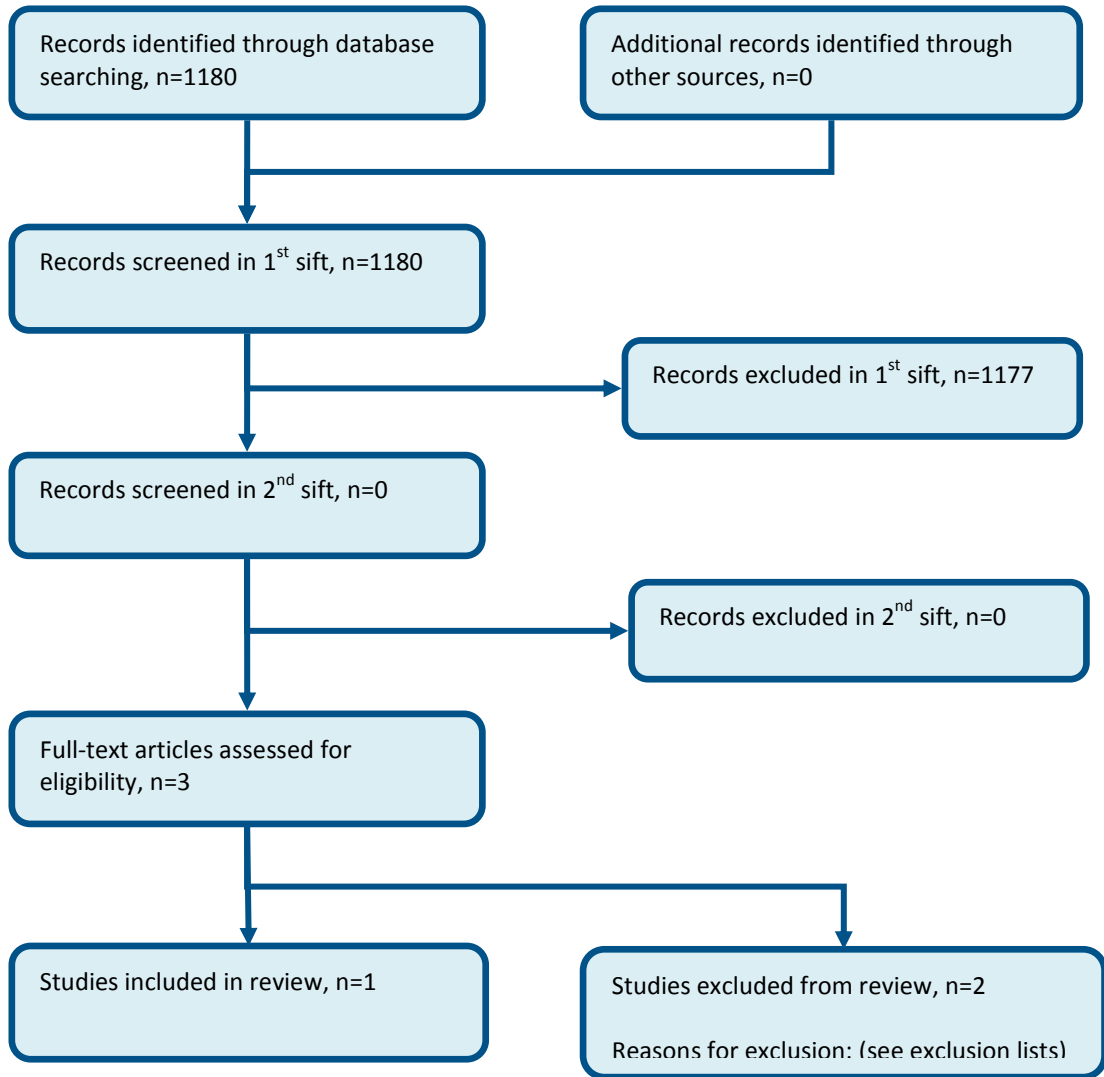 Records identified through database
searching, n=1180
Additional records identified through
other sources, n=0
Records screened in 1st sift, n=1180
Records excluded in 1st sift, n=1177
Records screened in 2nd sift, n=0
Records excluded in 2nd sift, n=0
Full-text articles assessed for
eligibility, n=3
Studies included in review, n=1
Studies excluded from review, n=2
Reasons for exclusion: (see exclusion lists)